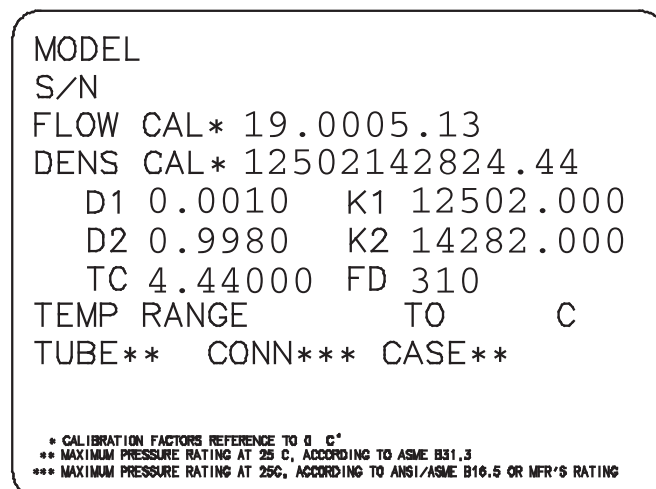 MODEL
S/N
FLOW CAL* 19.0005.13
DENS CAL* 12502142824.44
D1 0.0010 K1 12502.000
D2 0.9980 K2 14282.000
TC 4.44000 FD 310
TEMP RANGE TO C
TUBE** CONN*** CASE**
* CALIBRATION FACTORS REFERENCE TO 0 C°
** MAXIMUM PRESSURE RATING AT 25 C, ACCORDING TO ASME B31.3
*** MAXIMUM PRESSURE RATING AT 25C, ACCORDING TO ANSI/ASME B16.5 OR MFR'S RATING